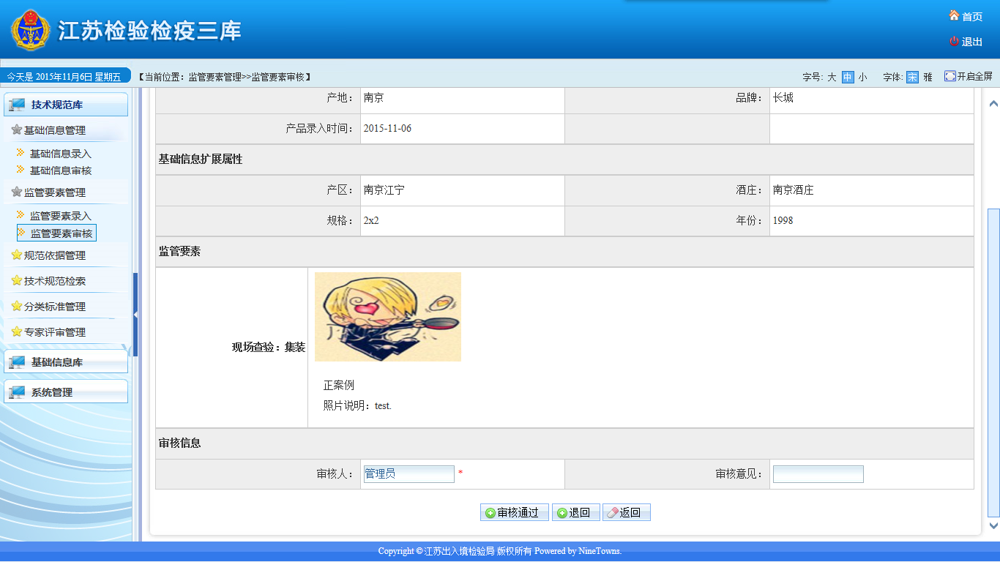 江苏检验检疫三库
首页
退出
今天是 2015年11月6日 星期五
【当前位置：监管要素管理>>监管要素审核】
字号: 大 中 小 字体: 宋 雅 开启全屏
技术规范库
基础信息管理
基础信息录入
基础信息审核
监管要素管理
监管要素录入
监管要素审核
规范依据管理
技术规范检索
分类标准管理
专家评审管理
基础信息库
系统管理
产地： 南京 品牌： 长城
产品录入时间： 2015-11-06
基础信息扩展属性
产区： 南京江宁 酒庄： 南京酒庄
规格： 2x2 年份： 1998
监管要素
现场查验：集装
正案例
照片说明：test.
审核信息
审核人： 管理员 * 审核意见：
审核通过 退回 返回
Copyright © 江苏出入境检验局 版权所有 Powered by NineTowns.